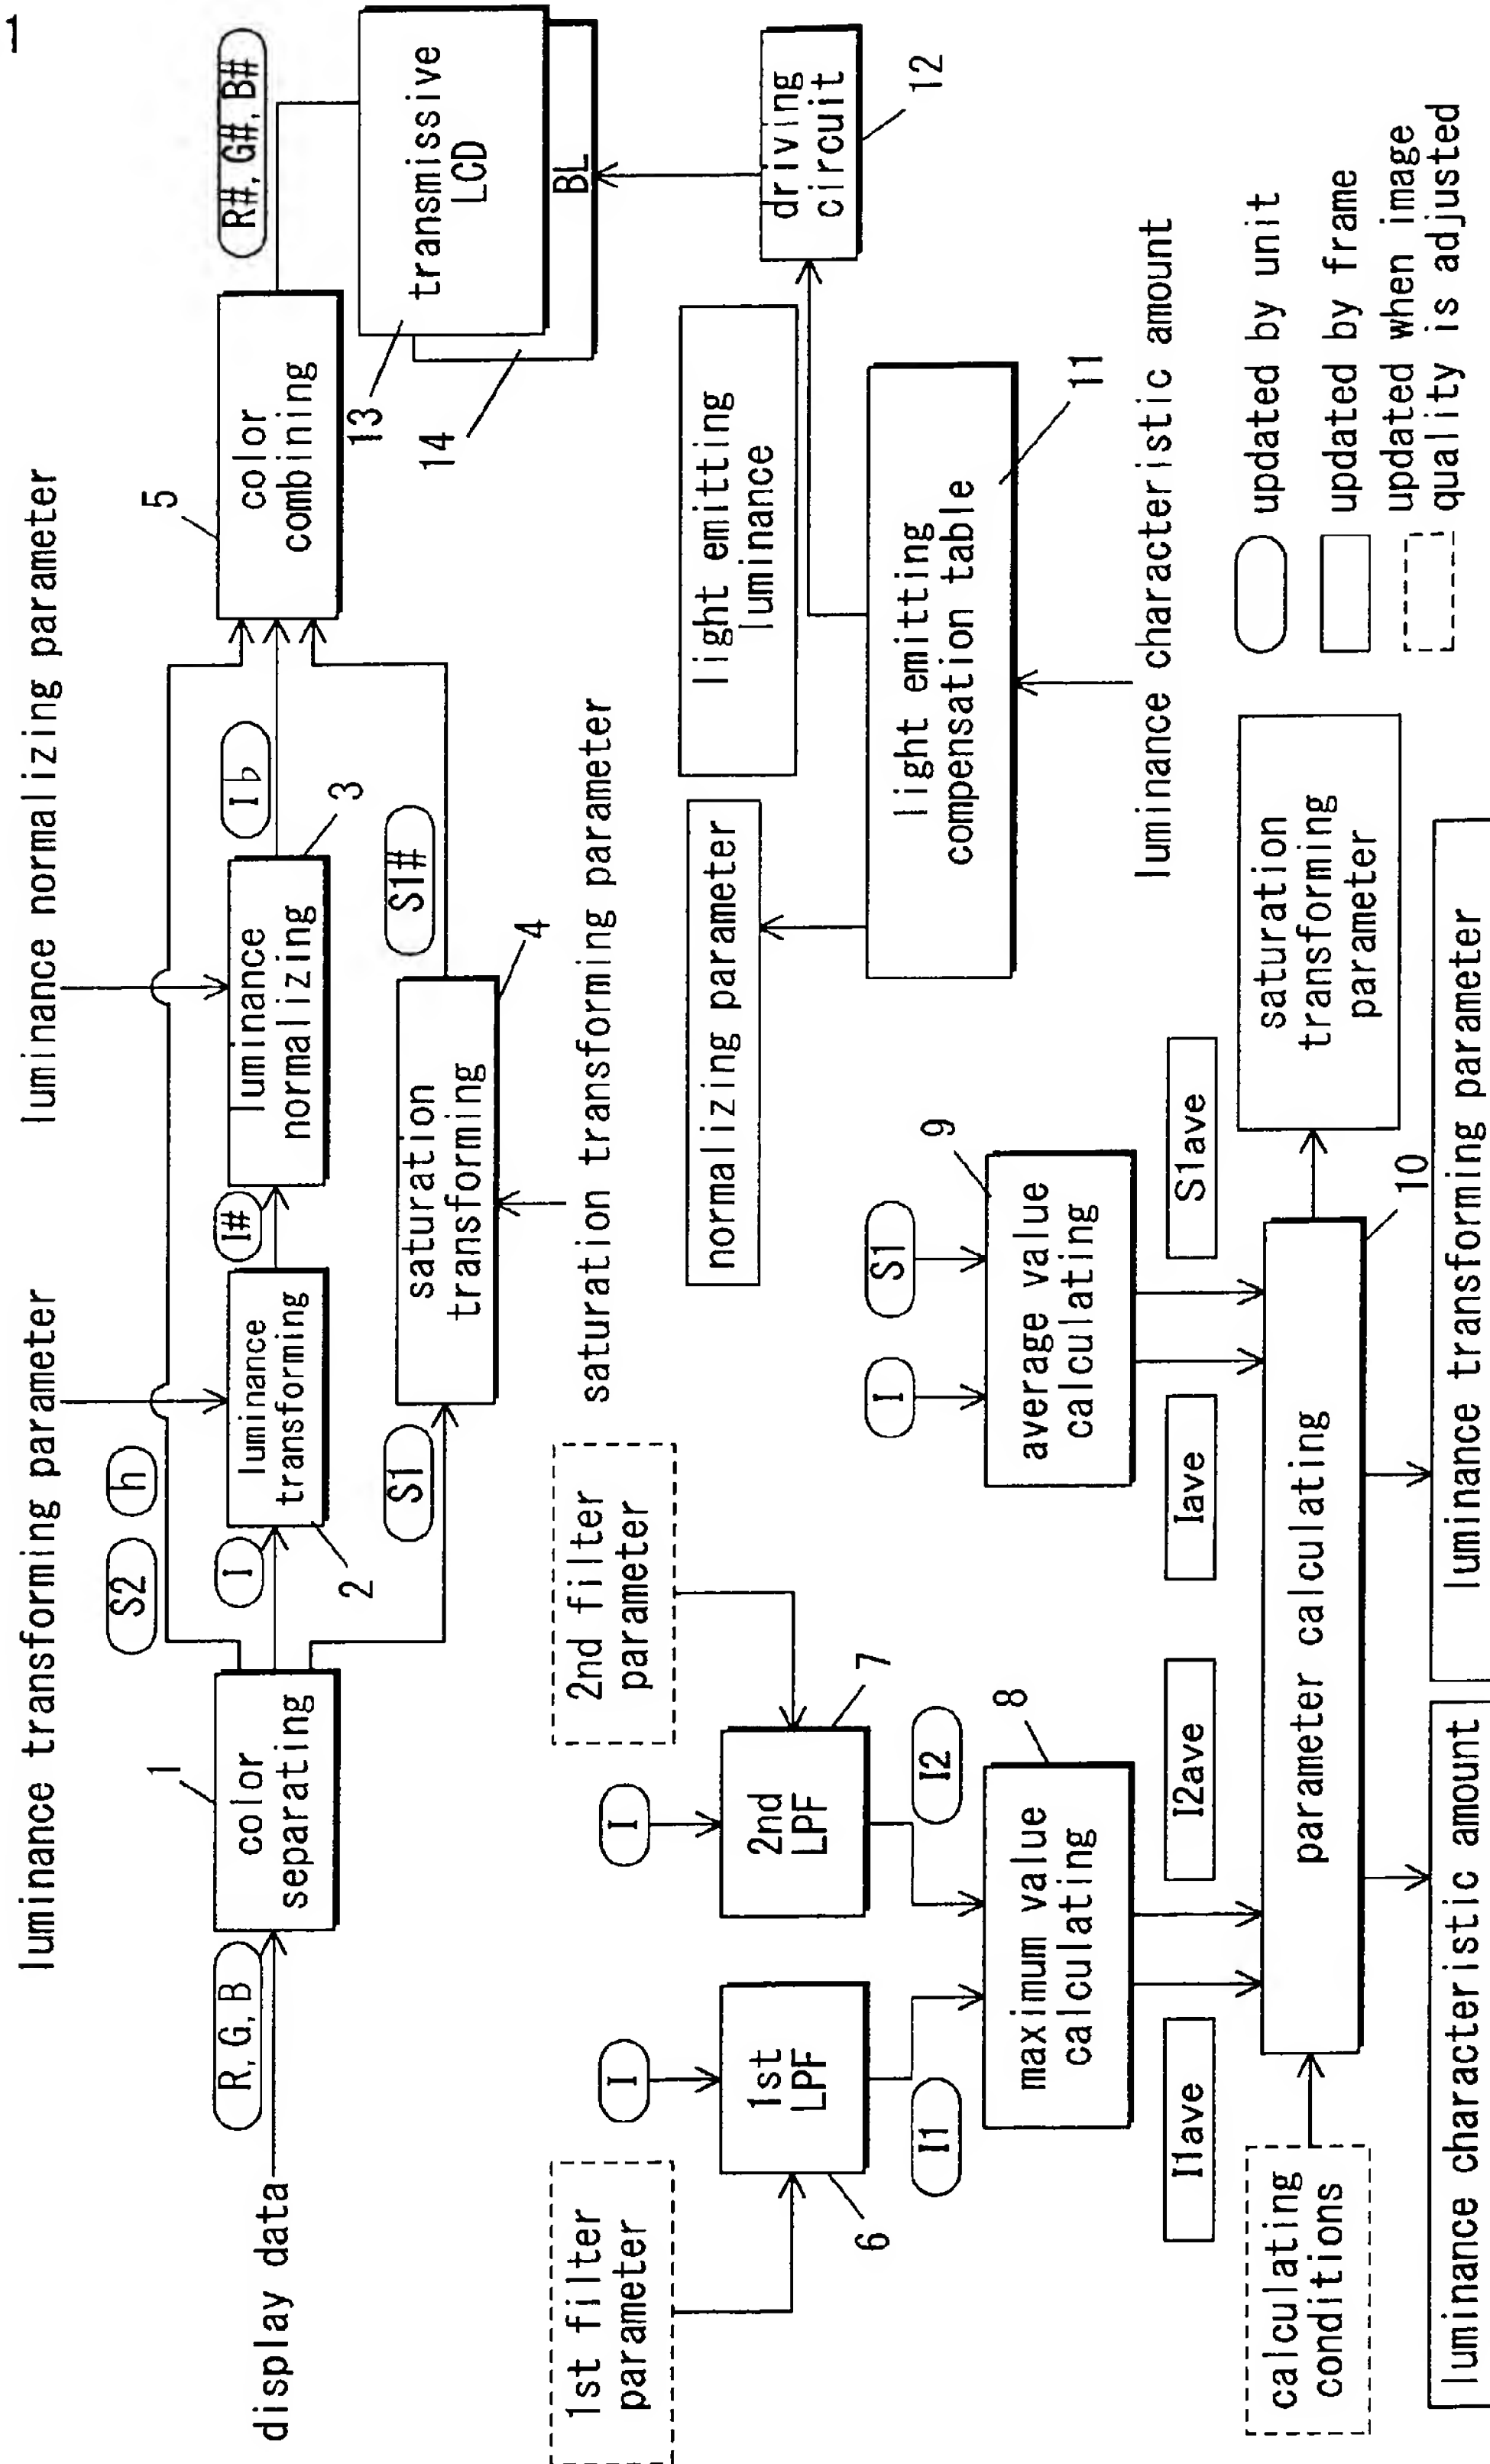 1
luminance transforming parameter
luminance normalizing parameter
display data
R, G, B
1
color
separating
S2
h
I
2
luminance
transforming
I#
luminance
normalizing
3
I♭
5
color
combining
R#, G#, B#
S1
saturation
transforming
4
S1#
saturation transforming parameter
13
transmissive
LCD
14
BL
1st filter
parameter
I
1st
LPF
6
I1
2nd filter
parameter
I
2nd
LPF
7
I2
maximum value
calculating
8
I1ave
I2ave
I
S1
average value
calculating
9
Iave
S1ave
calculating
conditions
parameter calculating
10
saturation
transforming
parameter
luminance characteristic amount
luminance transforming parameter
normalizing parameter
light emitting
luminance
driving
circuit
12
light emitting
compensation table
11
luminance characteristic amount
updated by unit
updated by frame
updated when image
quality is adjusted